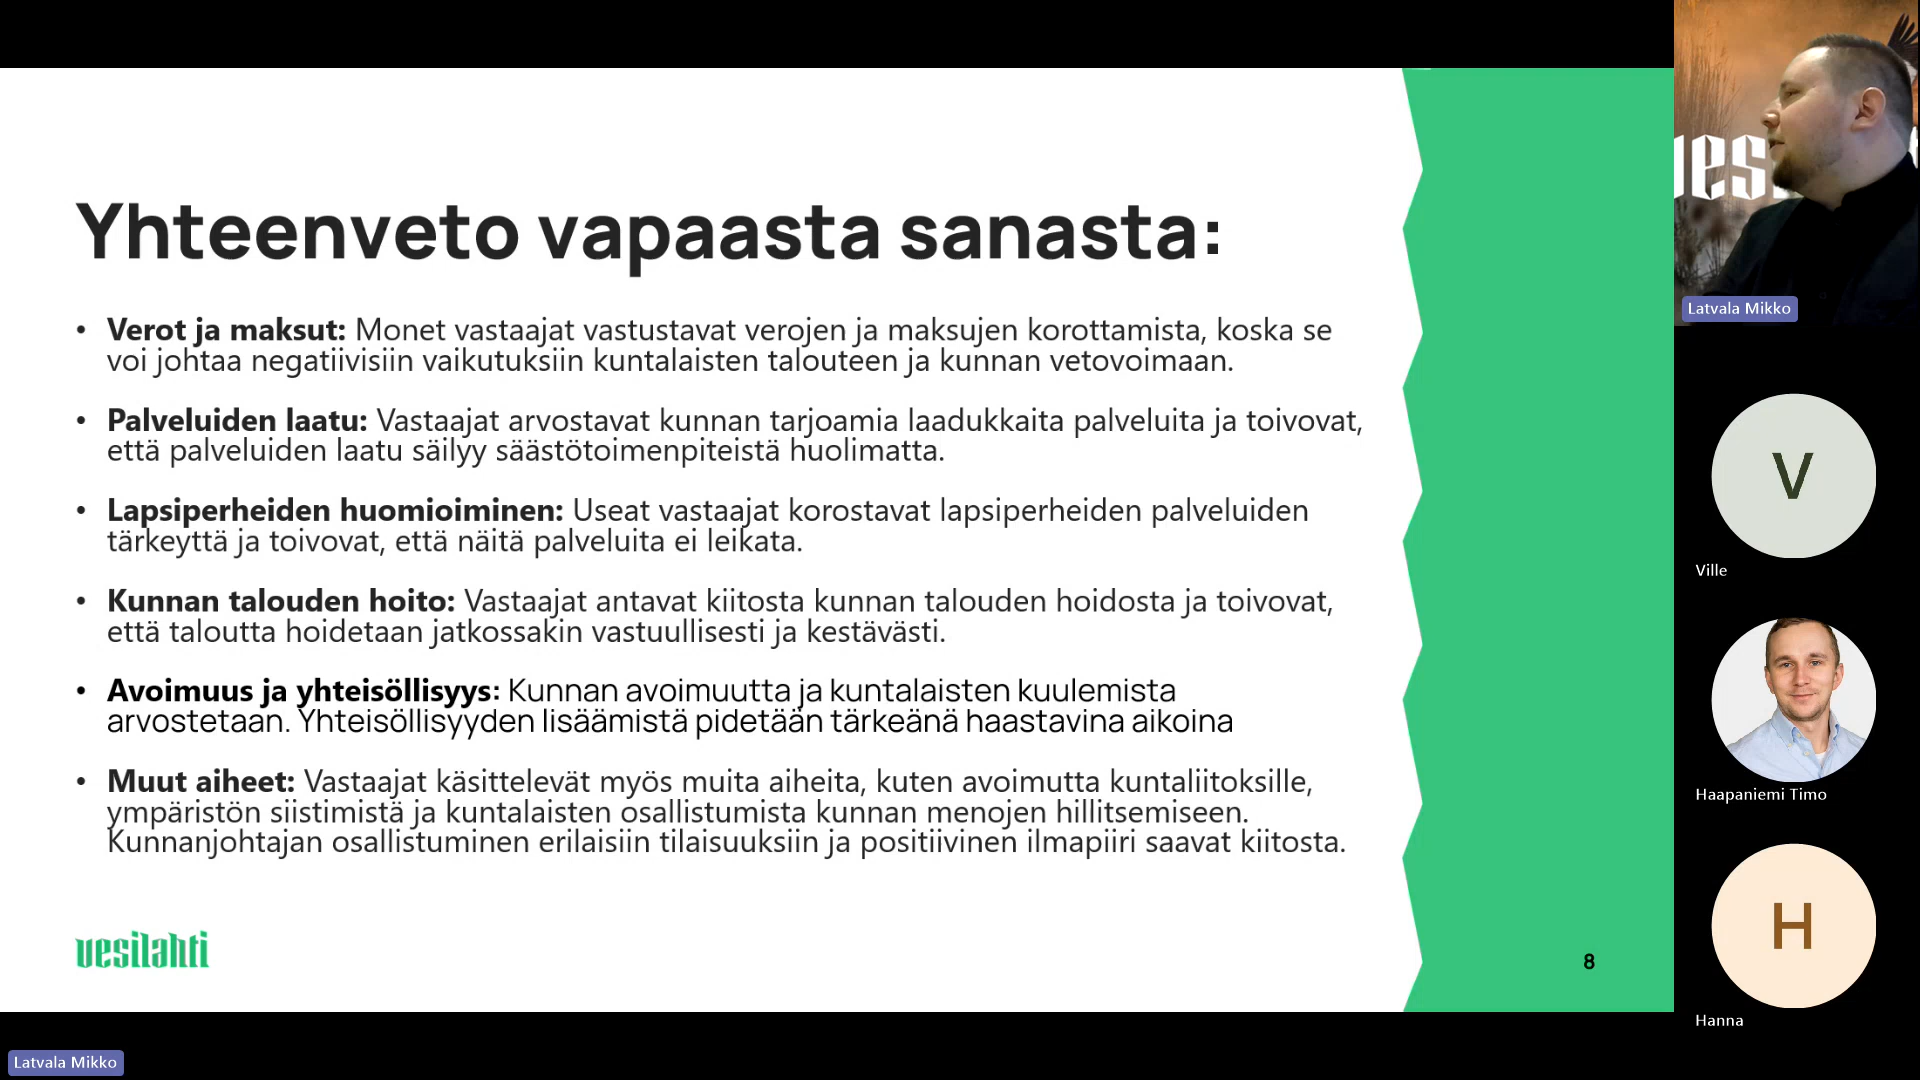 Yhteenveto vapaasta sanasta:
• Verot ja maksut: Monet vastaajat vastustavat verojen ja maksujen korottamista, koska se
voi johtaa negatiivisiin vaikutuksiin kuntalaisten talouteen ja kunnan vetovoimaan.
• Palveluiden laatu: Vastaajat arvostavat kunnan tarjoamia laadukkaita palveluita ja toivovat,
että palveluiden laatu säilyy säästötoimenpiteistä huolimatta.
• Lapsiperheiden huomioiminen: Useat vastaajat korostavat lapsiperheiden palveluiden
tärkeyttä ja toivovat, että näitä palveluita ei leikata.
• Kunnan talouden hoito: Vastaajat antavat kiitosta kunnan talouden hoidosta ja toivovat,
että taloutta hoidetaan jatkossakin vastuullisesti ja kestävästi.
• Avoimuus ja yhteisöllisyys: Kunnan avoimuutta ja kuntalaisten kuulemista
arvostetaan. Yhteisöllisyyden lisäämistä pidetään tärkeänä haastavina aikoina
• Muut aiheet: Vastaajat käsittelevät myös muita aiheita, kuten avoimutta kuntaliitoksille,
ympäristön siistimistä ja kuntalaisten osallistumista kunnan menojen hillitsemiseen.
Kunnanjohtajan osallistuminen erilaisiin tilaisuuksiin ja positiivinen ilmapiiri saavat kiitosta.
vesilahti
8
Latvala Mikko
ves
Latvala Mikko
V
Ville
Haapaniemi Timo
H
Hanna